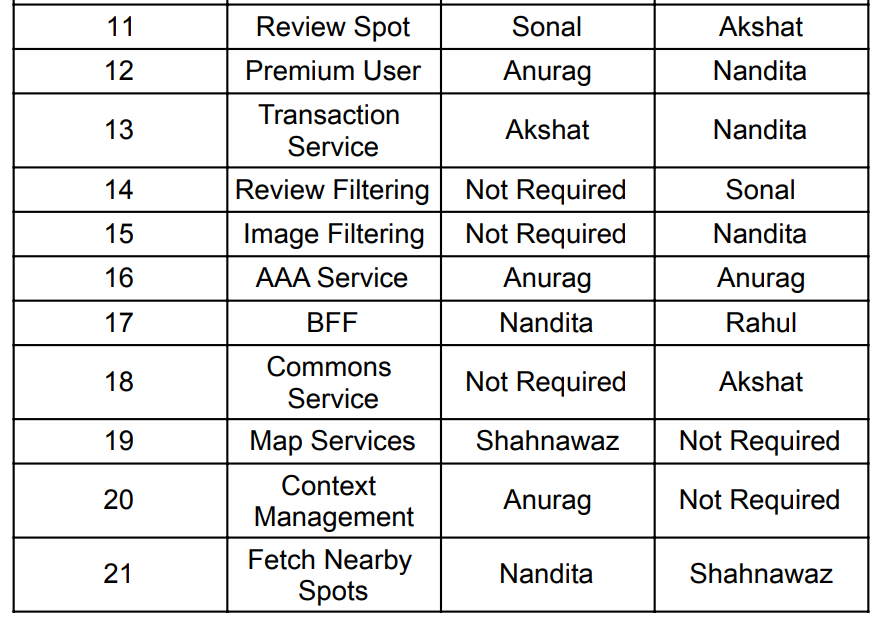 11 Review Spot Sonal Akshat
12 Premium User Anurag Nandita
13 Transaction Service Akshat Nandita
14 Review Filtering Not Required Sonal
15 Image Filtering Not Required Nandita
16 AAA Service Anurag Anurag
17 BFF Nandita Rahul
18 Commons Service Not Required Akshat
19 Map Services Shahnawaz Not Required
20 Context Management Anurag Not Required
21 Fetch Nearby Spots Nandita Shahnawaz